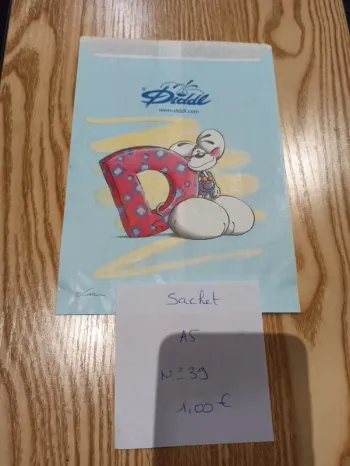 Diddl
www.diddl.com
D
Sachet
A5
N° 39
1,00 €